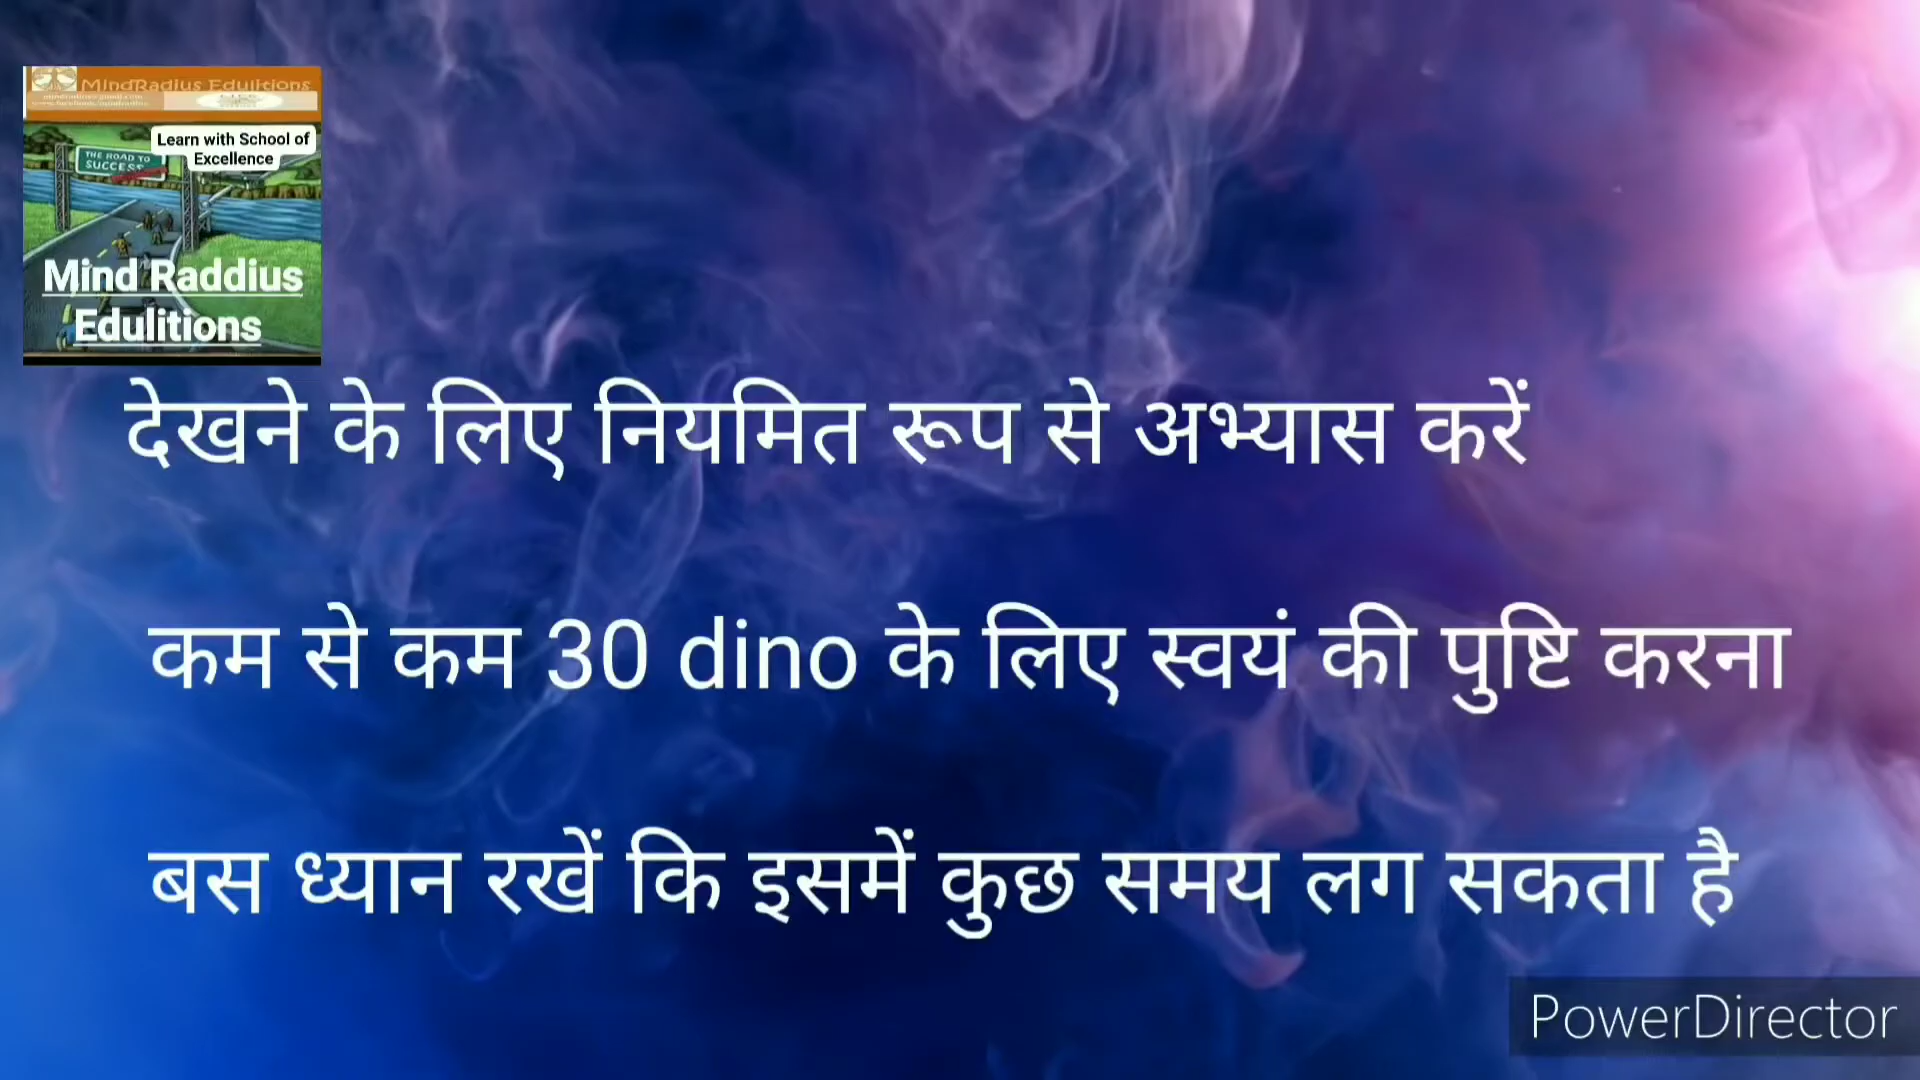 MindRadius Edulitions
Learn with School of
Excellence
THE ROAD TO
SUCCESS
Mind Raddius
Edulitions
देखने के लिए नियमित रूप से अभ्यास करें
कम से कम 30 dino के लिए स्वयं की पुष्टि करना
बस ध्यान रखें कि इसमें कुछ समय लग सकता है
PowerDirector